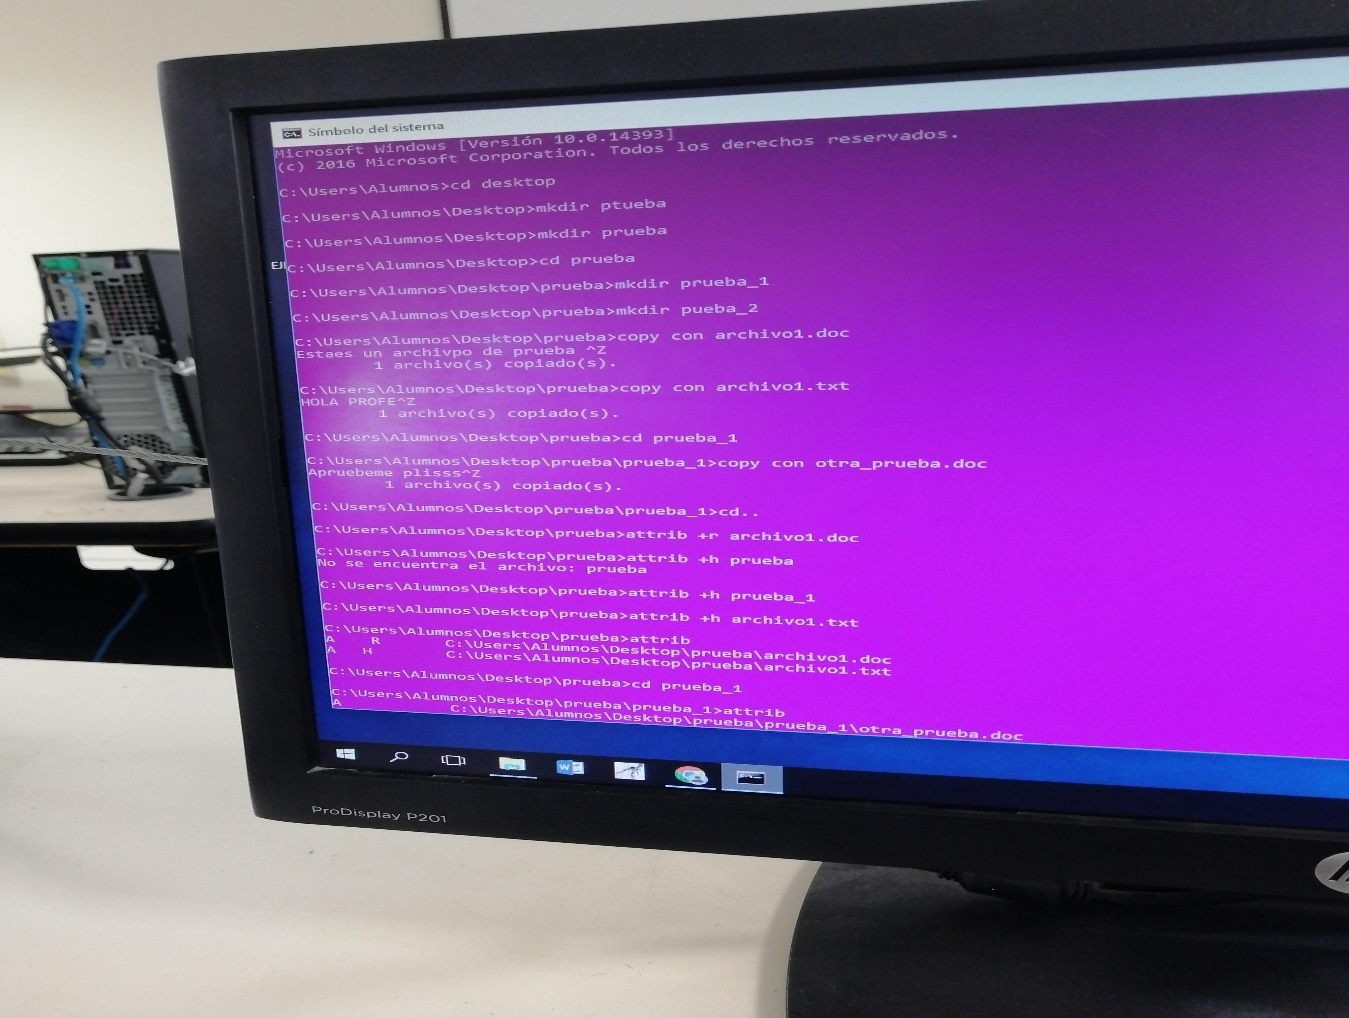 Símbolo del sistema
Microsoft Windows [Versión 10.0.14393]
(c) 2016 Microsoft Corporation. Todos los derechos reservados.
C:\Users\Alumnos>cd desktop
C:\Users\Alumnos\Desktop>mkdir ptueba
C:\Users\Alumnos\Desktop>mkdir prueba
C:\Users\Alumnos\Desktop>cd prueba
C:\Users\Alumnos\Desktop\prueba>mkdir prueba_1
C:\Users\Alumnos\Desktop\prueba>mkdir pueba_2
C:\Users\Alumnos\Desktop\prueba>copy con archivo1.doc
Estaes un archivpo de prueba ^Z
1 archivo(s) copiado(s).
C:\Users\Alumnos\Desktop\prueba>copy con archivo1.txt
HOLA PROFE^Z
1 archivo(s) copiado(s).
C:\Users\Alumnos\Desktop\prueba>cd prueba_1
C:\Users\Alumnos\Desktop\prueba\prueba_1>copy con otra_prueba.doc
Apruebeme plisss^Z
1 archivo(s) copiado(s).
C:\Users\Alumnos\Desktop\prueba\prueba_1>cd..
C:\Users\Alumnos\Desktop\prueba>attrib +r archivo1.doc
C:\Users\Alumnos\Desktop\prueba>attrib +h prueba
No se encuentra el archivo: prueba
C:\Users\Alumnos\Desktop\prueba>attrib +h prueba_1
C:\Users\Alumnos\Desktop\prueba>attrib +h archivo1.txt
C:\Users\Alumnos\Desktop\prueba>attrib
A R C:\Users\Alumnos\Desktop\prueba\archivo1.doc
A H C:\Users\Alumnos\Desktop\prueba\archivo1.txt
C:\Users\Alumnos\Desktop\prueba>cd prueba_1
C:\Users\Alumnos\Desktop\prueba\prueba_1>attrib
A C:\Users\Alumnos\Desktop\prueba\prueba_1\otra_prueba.doc
ProDisplay P201